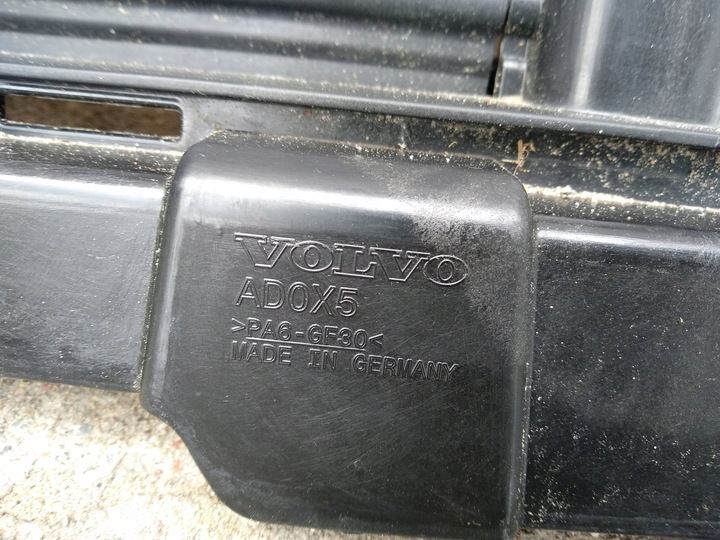 VOLVO
AD0X5
>PA6-GF30<
MADE IN GERMANY